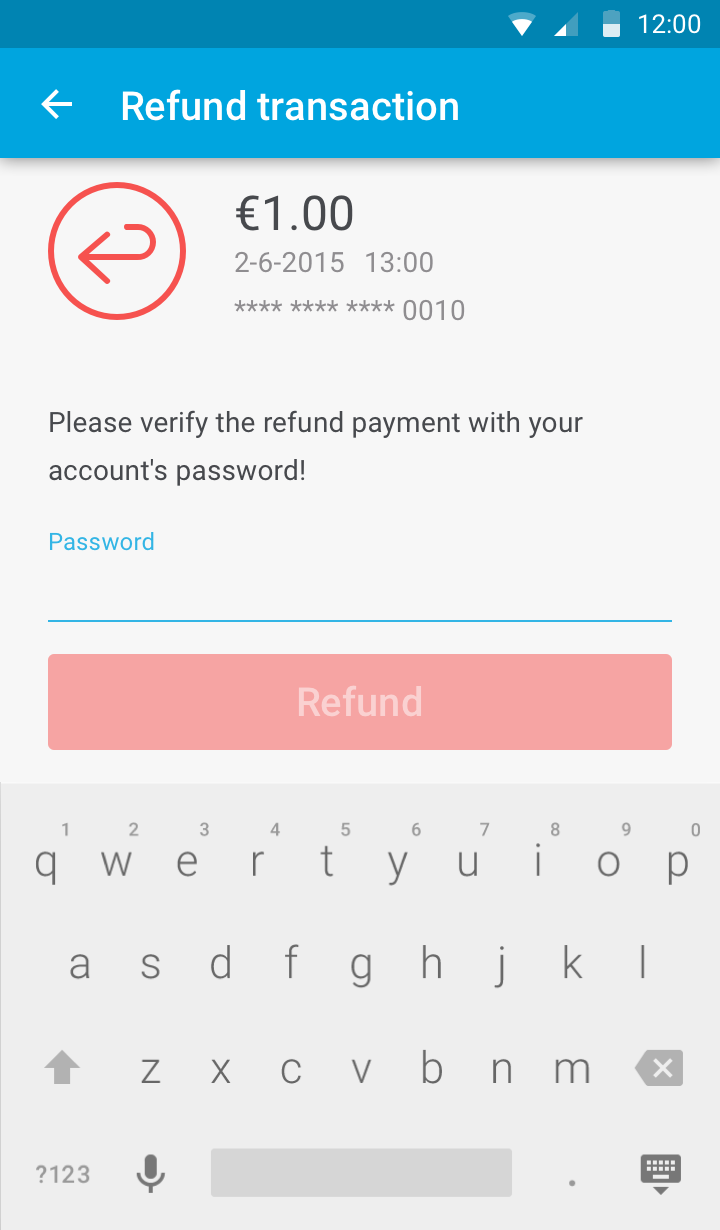 12:00
Refund transaction
€1.00
2-6-2015 13:00
**** **** **** 0010
Please verify the refund payment with your
account's password!
Password
Refund
1 2 3 4 5 6 7 8 9 0
q w e r t y u i o p
a s d f g h j k l
z x c v b n m
?123 .